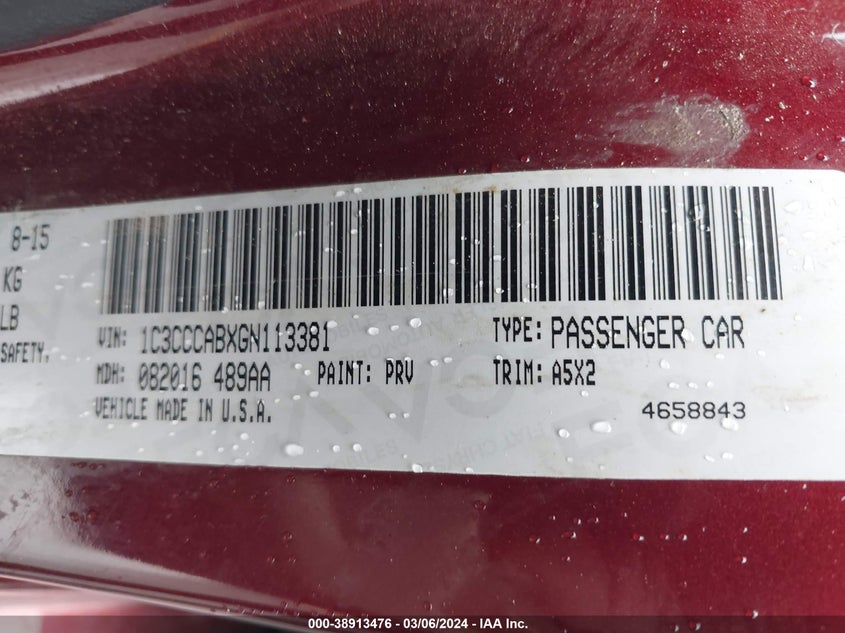 8-15
KG
LB
SAFETY.
VIN: 1C3CCCABXGN113381
TYPE: PASSENGER CAR
MDH: 082016 489AA
PAINT: PRV
TRIM: A5X2
VEHICLE MADE IN U.S.A.
4658843
000-38913476 - 03/06/2024 - IAA Inc.